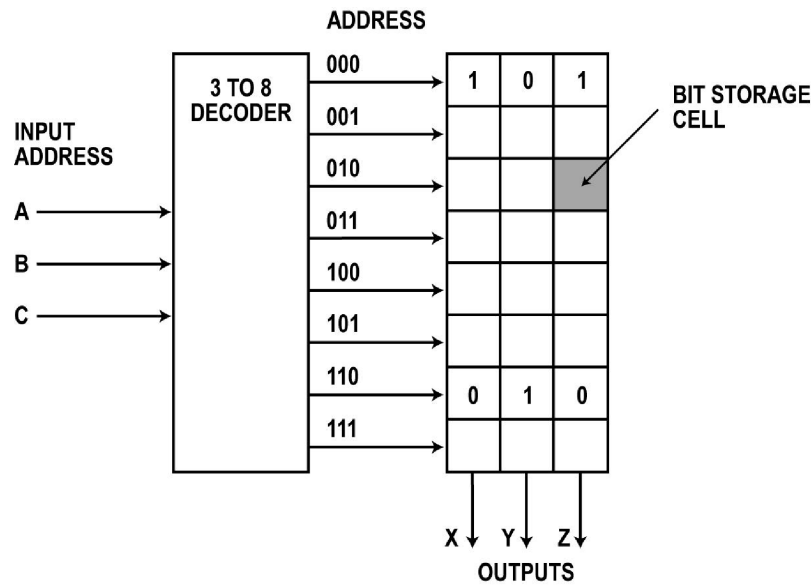 ADDRESS
3 TO 8
DECODER
INPUT
ADDRESS
A
B
C
000
001
010
011
100
101
110
111
1 0 1
0 1 0
BIT STORAGE
CELL
X Y Z
OUTPUTS